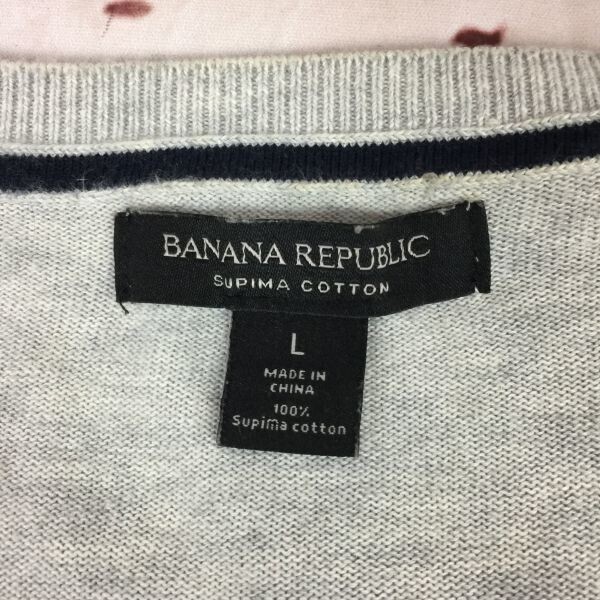 BANANA REPUBLIC
SUPIMA COTTON
L
MADE IN
CHINA
100%
Supima cotton